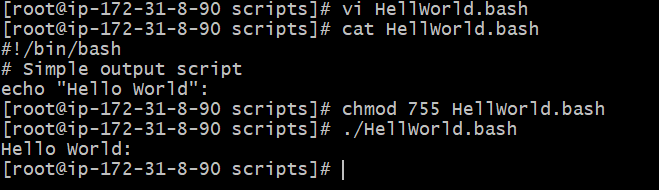 [root@ip-172-31-8-90 scripts]# vi HellWorld.bash
[root@ip-172-31-8-90 scripts]# cat HellWorld.bash
#!/bin/bash
# Simple output script
echo "Hello World":
[root@ip-172-31-8-90 scripts]# chmod 755 HellWorld.bash
[root@ip-172-31-8-90 scripts]# ./HellWorld.bash
Hello World:
[root@ip-172-31-8-90 scripts]#